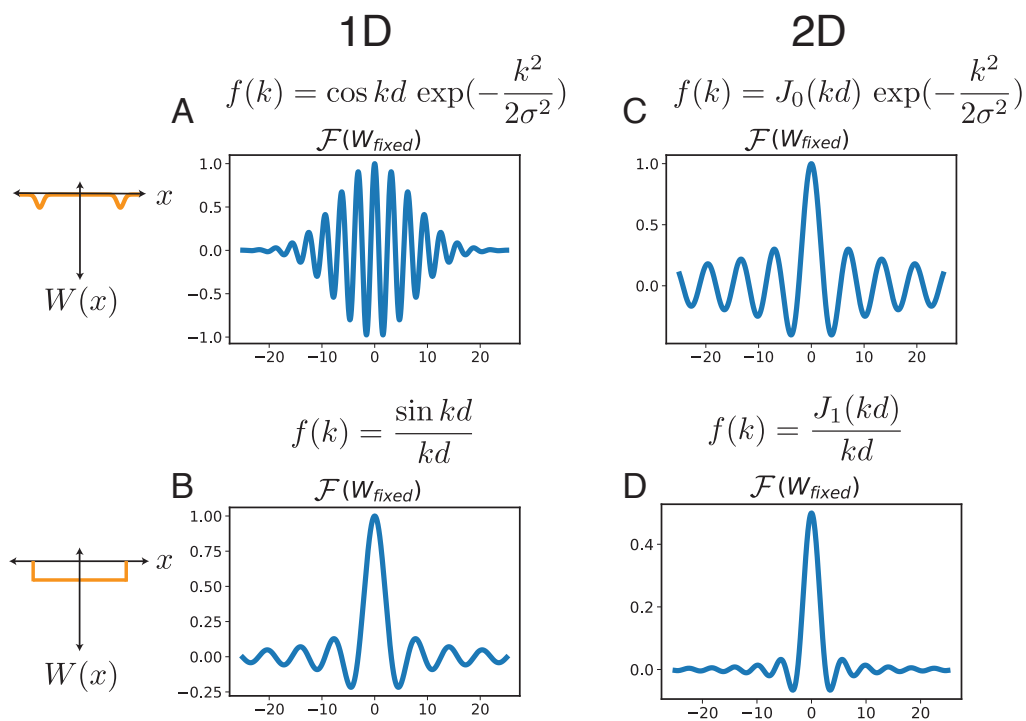 1D
2D
f(k) = cos kd exp(−k²/2σ²)
f(k) = J₀(kd) exp(−k²/2σ²)
A
C
F(W_fixed)
F(W_fixed)
1.0
0.5
0.0
−0.5
−1.0
−20 −10 0 10 20
1.0
0.5
0.0
−20 −10 0 10 20
x
W(x)
f(k) = sin kd/kd
f(k) = J₁(kd)/kd
B
D
F(W_fixed)
F(W_fixed)
1.00
0.75
0.50
0.25
0.00
−0.25
−20 −10 0 10 20
0.4
0.2
0.0
−20 −10 0 10 20
x
W(x)